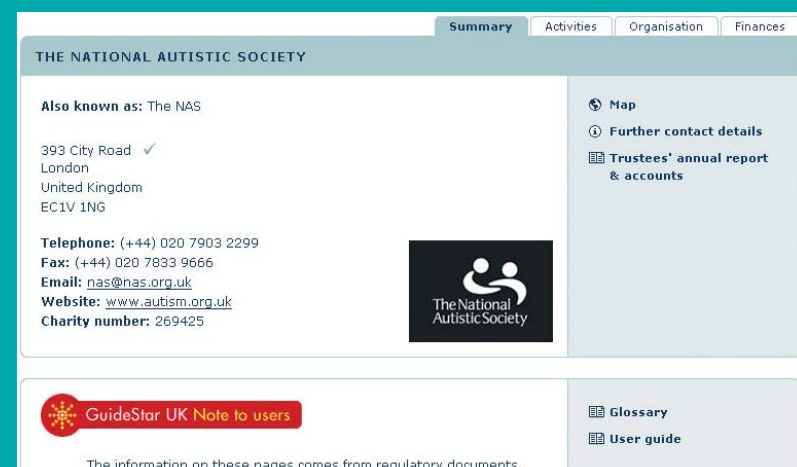 Summary
Activities
Organisation
Finances
THE NATIONAL AUTISTIC SOCIETY
Also known as: The NAS
393 City Road
London
United Kingdom
EC1V 1NG
Telephone: (+44) 020 7903 2299
Fax: (+44) 020 7833 9666
Email: nas@nas.org.uk
Website: www.autism.org.uk
Charity number: 269425
The National
Autistic Society
Map
Further contact details
Trustees' annual report
& accounts
GuideStar UK Note to users
The information on these pages comes from regulatory documents
Glossary
User guide